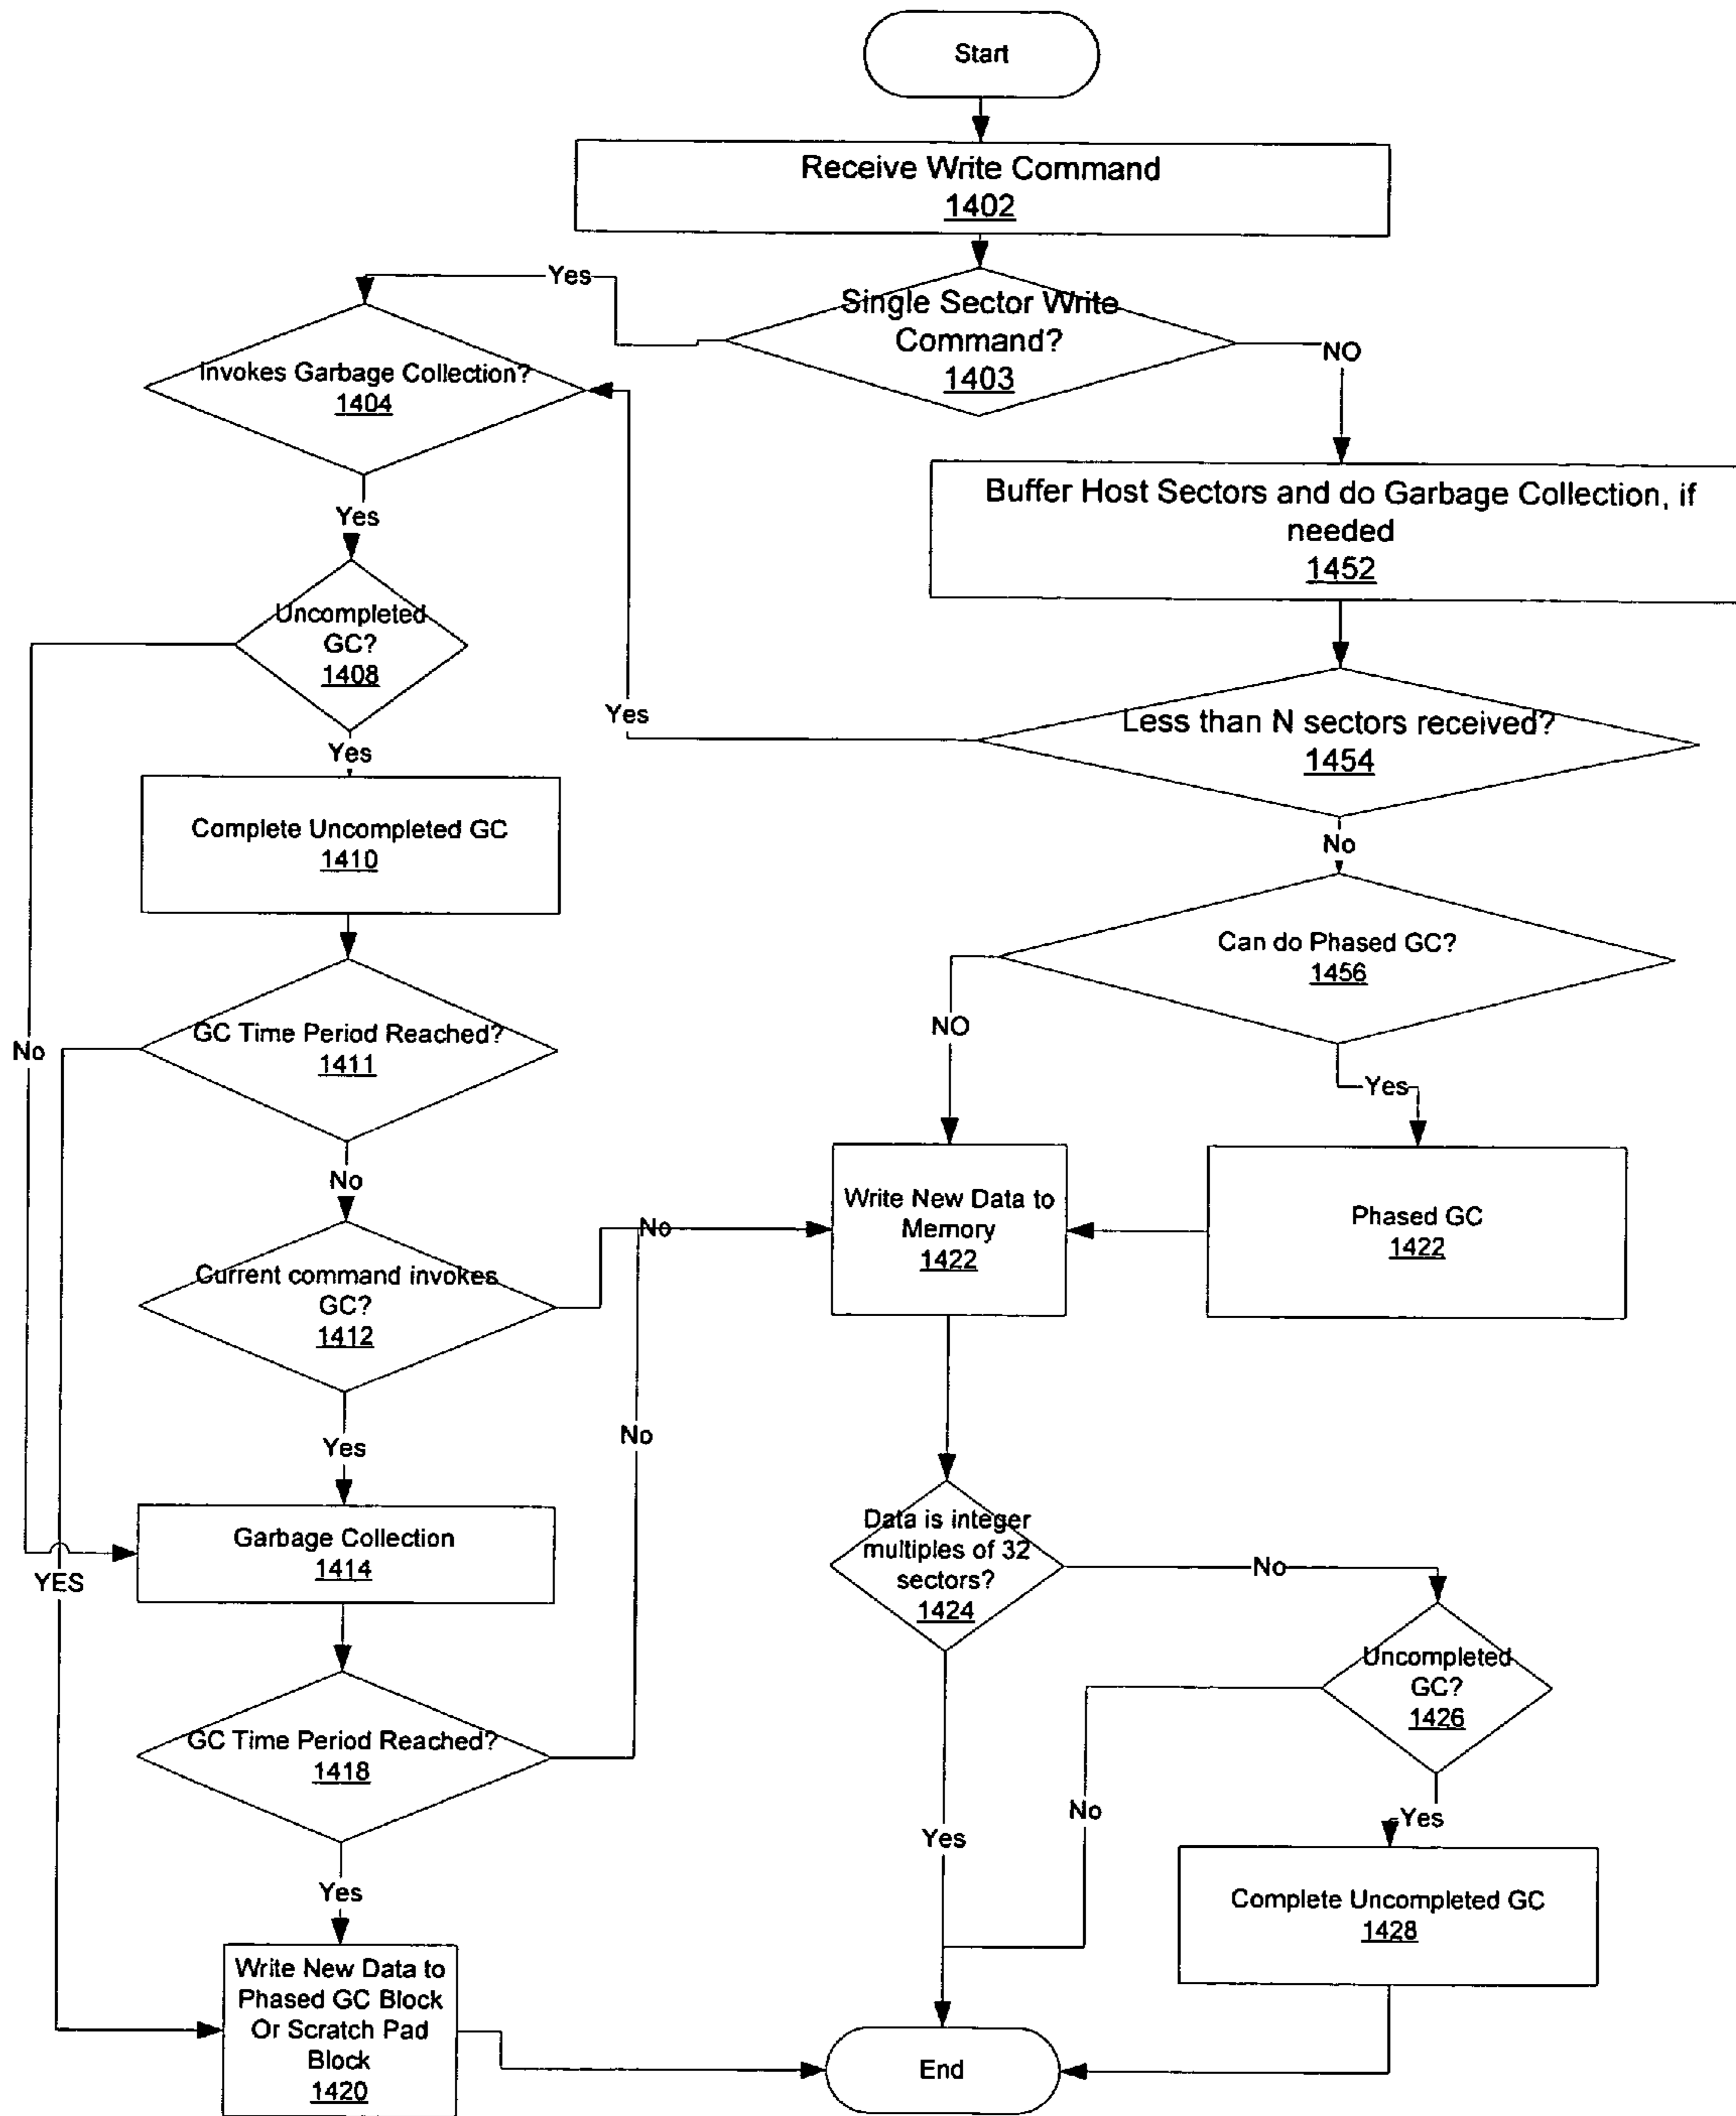 Start
Receive Write Command
1402
Yes
Single Sector Write
Command?
1403
NO
Invokes Garbage Collection?
1404
Yes
Buffer Host Sectors and do Garbage Collection, if
needed
1452
Uncompleted
GC?
1408
Yes
Less than N sectors received?
1454
Yes
No
Complete Uncompleted GC
1410
Can do Phased GC?
1456
NO
Yes
GC Time Period Reached?
1411
No
No
Write New Data to
Memory
1422
Phased GC
1422
Current command invokes
GC?
1412
No
Yes
No
Garbage Collection
1414
YES
Data is integer
multiples of 32
sectors?
1424
No
Uncompleted
GC?
1426
GC Time Period Reached?
1418
No
Yes
Yes
Yes
Complete Uncompleted GC
1428
Write New Data to
Phased GC Block
Or Scratch Pad
Block
1420
End